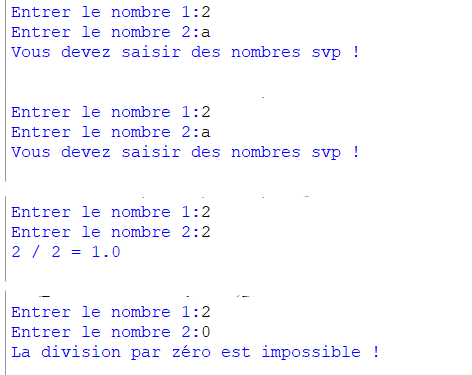 Entrer le nombre 1:2
Entrer le nombre 2:a
Vous devez saisir des nombres svp !
Entrer le nombre 1:2
Entrer le nombre 2:a
Vous devez saisir des nombres svp !
Entrer le nombre 1:2
Entrer le nombre 2:2
2 / 2 = 1.0
Entrer le nombre 1:2
Entrer le nombre 2:0
La division par zéro est impossible !